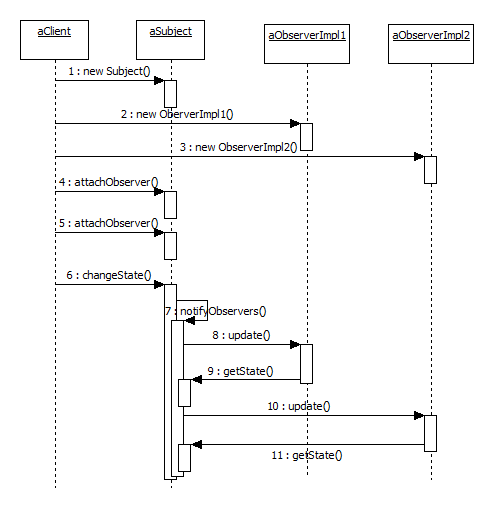 aClient
aSubject
aObserverImpl1
aObserverImpl2
1 : new Subject()
2 : new OberverImpl1()
3 : new ObserverImpl2()
4 : attachObserver()
5 : attachObserver()
6 : changeState()
7 : notifyObservers()
8 : update()
9 : getState()
10 : update()
11 : getState()